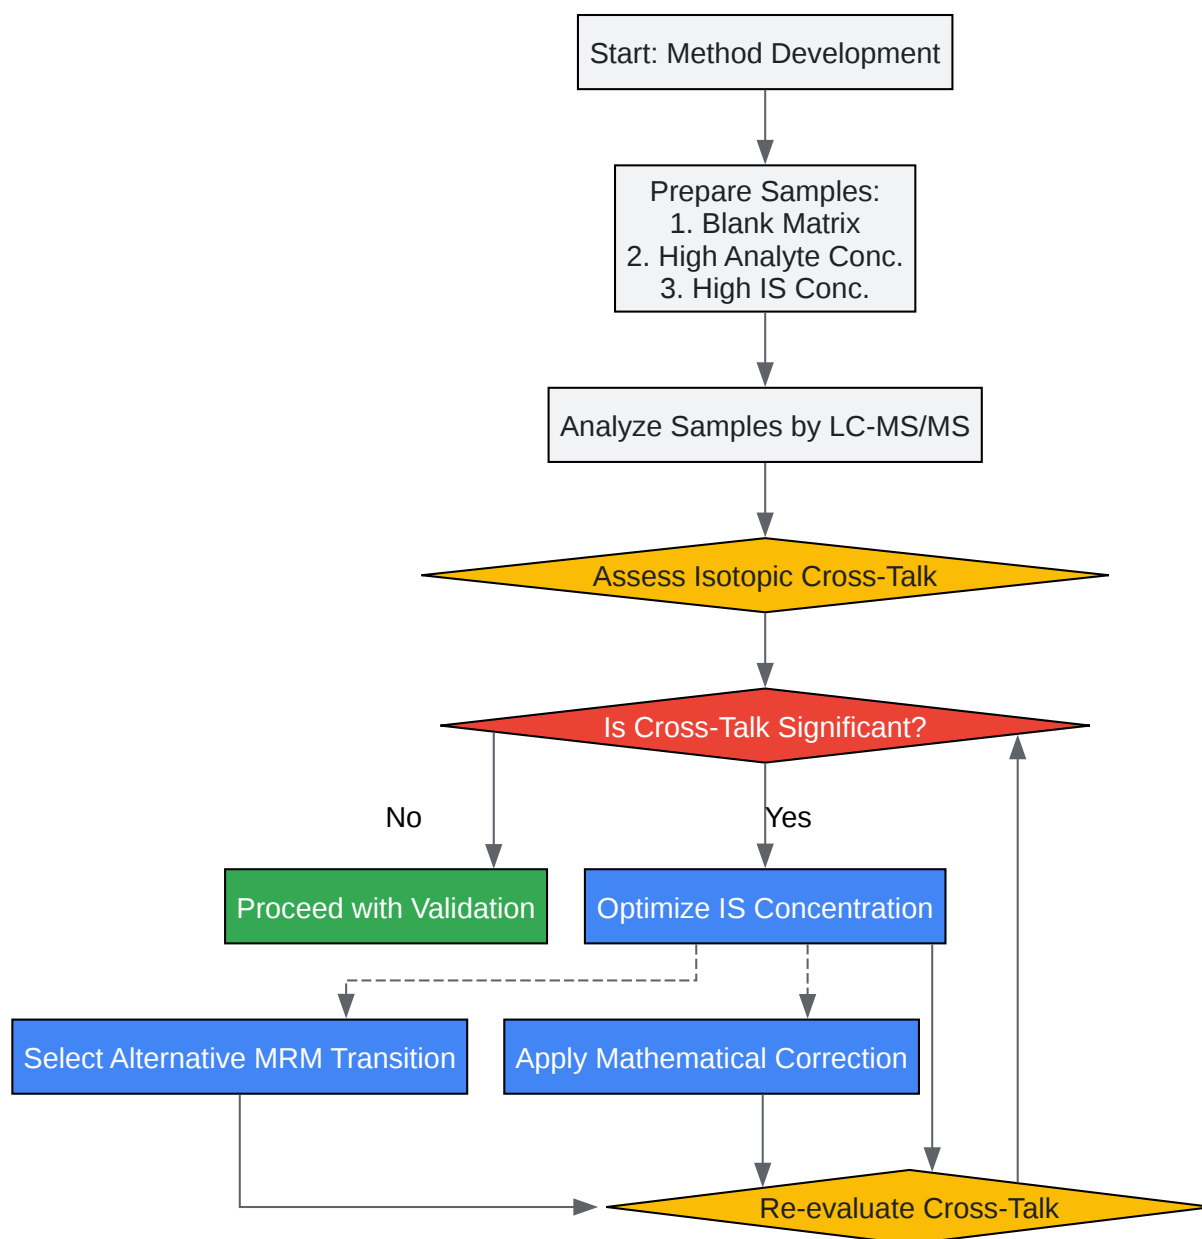 Start: Method Development
Prepare Samples:
1. Blank Matrix
2. High Analyte Conc.
3. High IS Conc.
Analyze Samples by LC-MS/MS
Assess Isotopic Cross-Talk
Is Cross-Talk Significant?
No
Yes
Proceed with Validation
Optimize IS Concentration
Select Alternative MRM Transition
Apply Mathematical Correction
Re-evaluate Cross-Talk